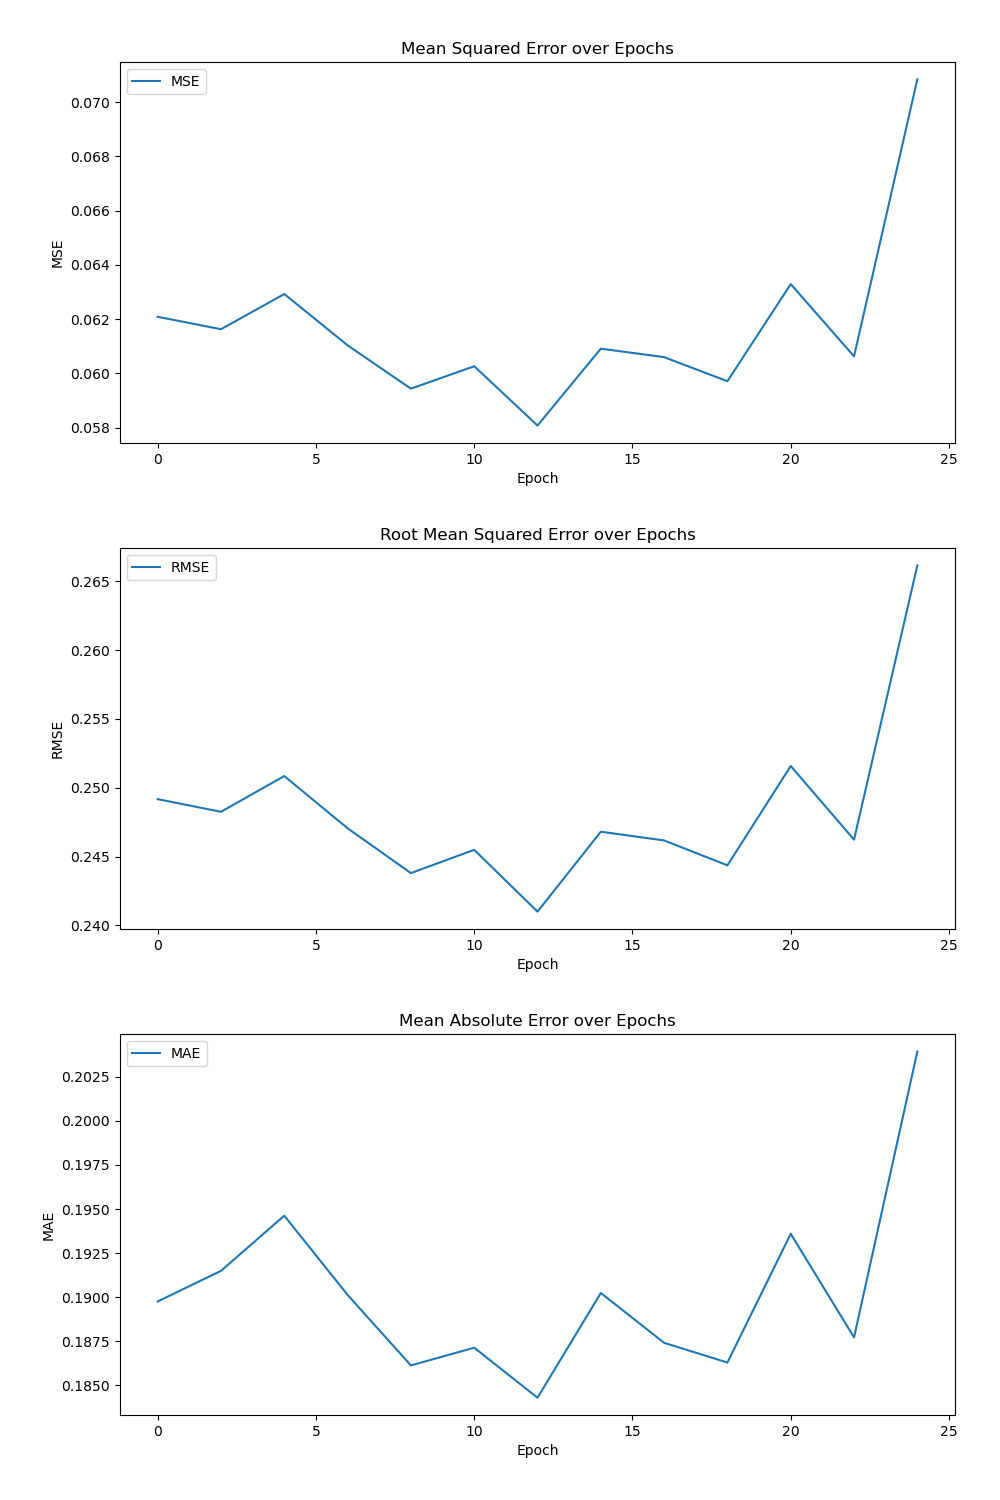 Mean Squared Error over Epochs
MSE
0.070
0.068
0.066
0.064
0.062
0.060
0.058
MSE
0 5 10 15 20 25
Epoch
Root Mean Squared Error over Epochs
RMSE
0.265
0.260
0.255
0.250
0.245
0.240
RMSE
0 5 10 15 20 25
Epoch
Mean Absolute Error over Epochs
MAE
0.2025
0.2000
0.1975
0.1950
0.1925
0.1900
0.1875
0.1850
MAE
0 5 10 15 20 25
Epoch